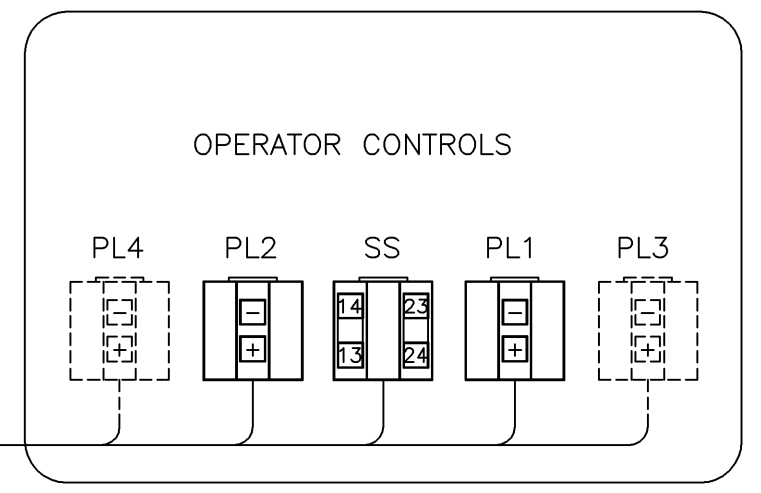 OPERATOR CONTROLS
PL4 PL2 SS PL1 PL3
- - 14 23 - -
+ + 13 24 + +